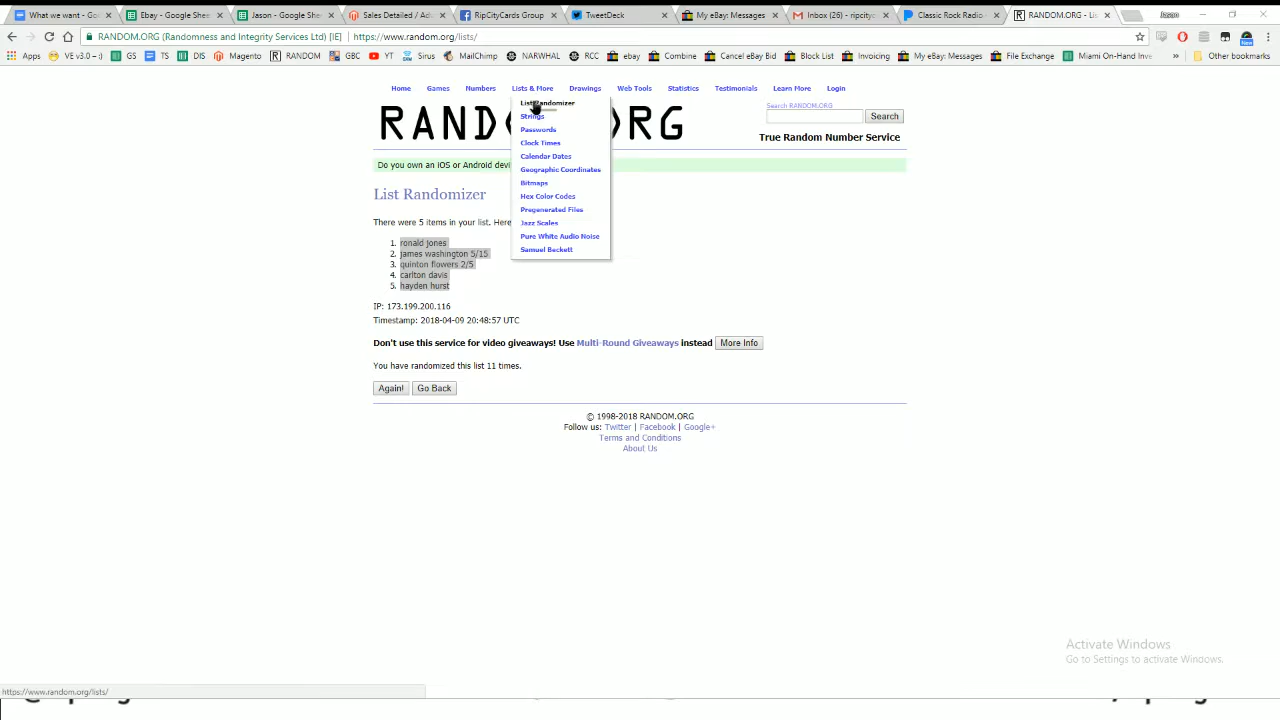 What we want - Goo
Ebay - Google Shee
Jason - Google Shee
Sales Detailed / Ad
RipCityCards Group
TweetDeck
My eBay: Messages
Inbox (26) - ripcityc
Classic Rock Radio
RANDOM.ORG - Lis
Jason
RANDOM.ORG (Randomness and Integrity Services Ltd) [IE] https://www.random.org/lists/
Apps VE v3.0 :) GS TS DIS Magento RANDOM GBC YT Sirus MailChimp NARWHAL RCC ebay Combine Cancel eBay Bid Block List Invoicing My eBay: Messages File Exchange Miami On-Hand Inve » Other bookmarks
Home Games Numbers Lists & More Drawings Web Tools Statistics Testimonials Learn More Login
List Randomizer
Strings
Passwords
Clock Times
Calendar Dates
Geographic Coordinates
Bitmaps
Hex Color Codes
Pregenerated Files
Jazz Scales
Pure White Audio Noise
Samuel Beckett
Search RANDOM.ORG
Search
True Random Number Service
Do you own an iOS or Android devi
List Randomizer
There were 5 items in your list. Here
1. ronald jones
2. james washington 5/15
3. quinton flowers 2/5
4. carlton davis
5. hayden hurst
IP: 173.199.200.116
Timestamp: 2018-04-09 20:48:57 UTC
Don't use this service for video giveaways! Use Multi-Round Giveaways instead More Info
You have randomized this list 11 times.
Again! Go Back
© 1998-2018 RANDOM.ORG
Follow us: Twitter | Facebook | Google+
Terms and Conditions
About Us
Activate Windows
Go to Settings to activate Windows.
https://www.random.org/lists/